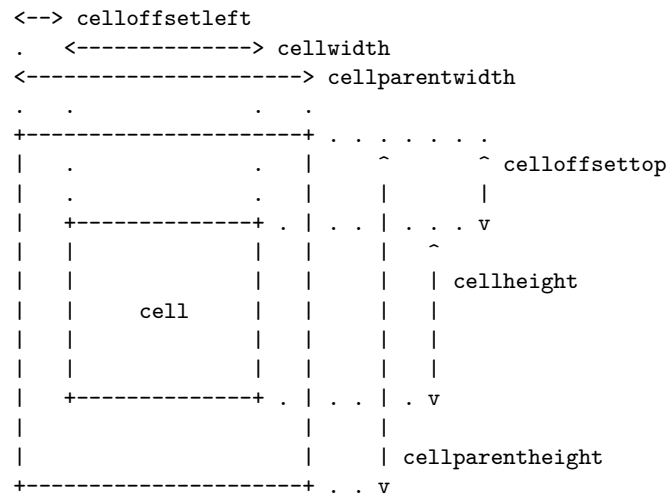 <--> celloffsetleft
.   <--------------> cellwidth
<----------------------> cellparentwidth
.   .              .   .
+----------------------+ . . . . . . .
|   .              .   |     ^       ^ celloffsettop
|   .              .   |     |       |
|   +--------------+ . | . . | . . . v
|   |              |   |     |   ^
|   |              |   |     |   | cellheight
|   |     cell     |   |     |   |
|   |              |   |     |   |
|   |              |   |     |   |
|   +--------------+ . | . . | . v
|                      |     |
|                      |     | cellparentheight
+----------------------+ . . v